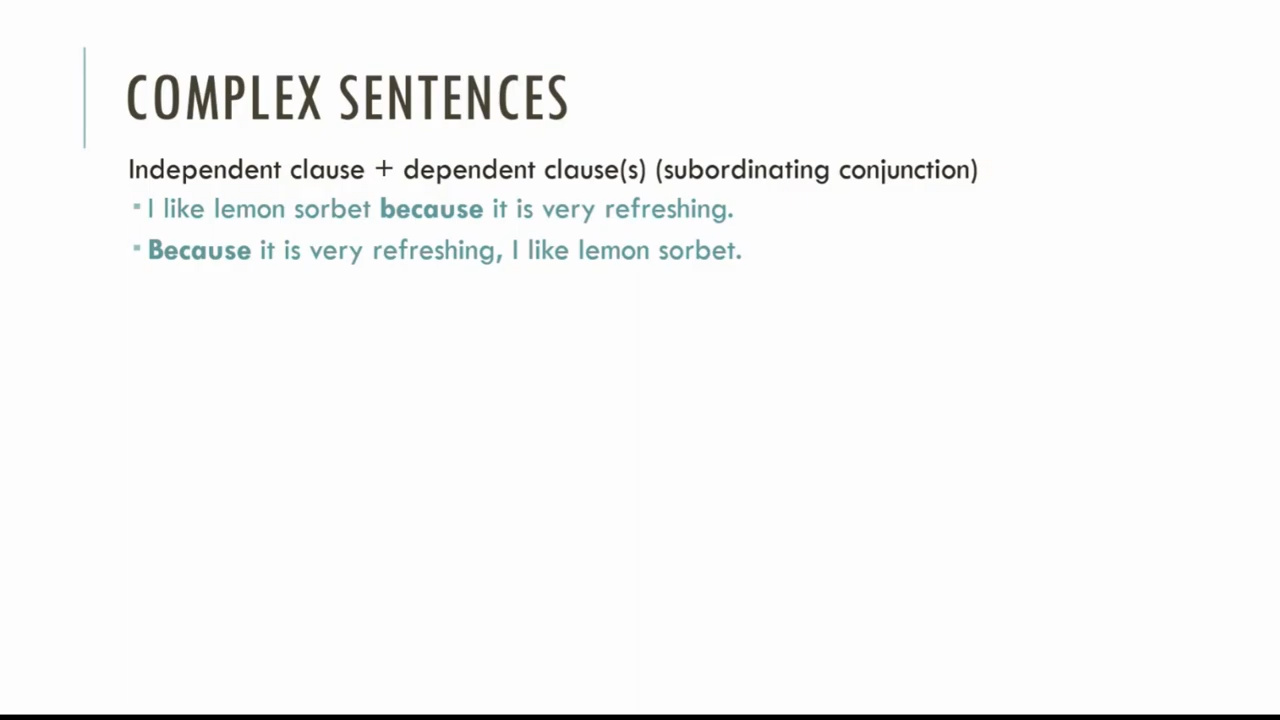 COMPLEX SENTENCES
Independent clause + dependent clause(s) (subordinating conjunction)
▪ I like lemon sorbet because it is very refreshing.
▪ Because it is very refreshing, I like lemon sorbet.